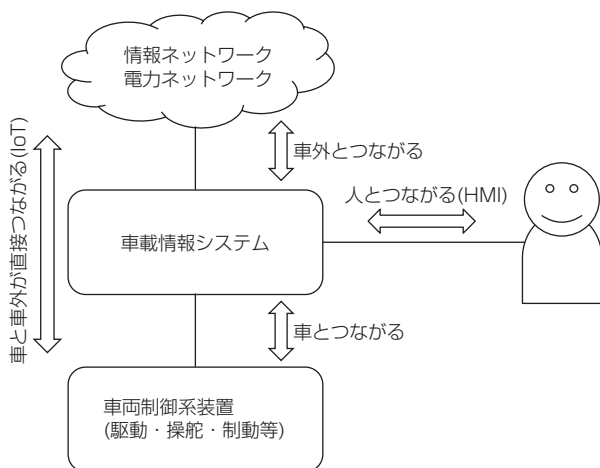 情報ネットワーク
電力ネットワーク
車外とつながる
車と車外が直接つながる(IoT)
人とつながる(HMI)
車載情報システム
車とつながる
車両制御系装置
(駆動・操舵・制動等)